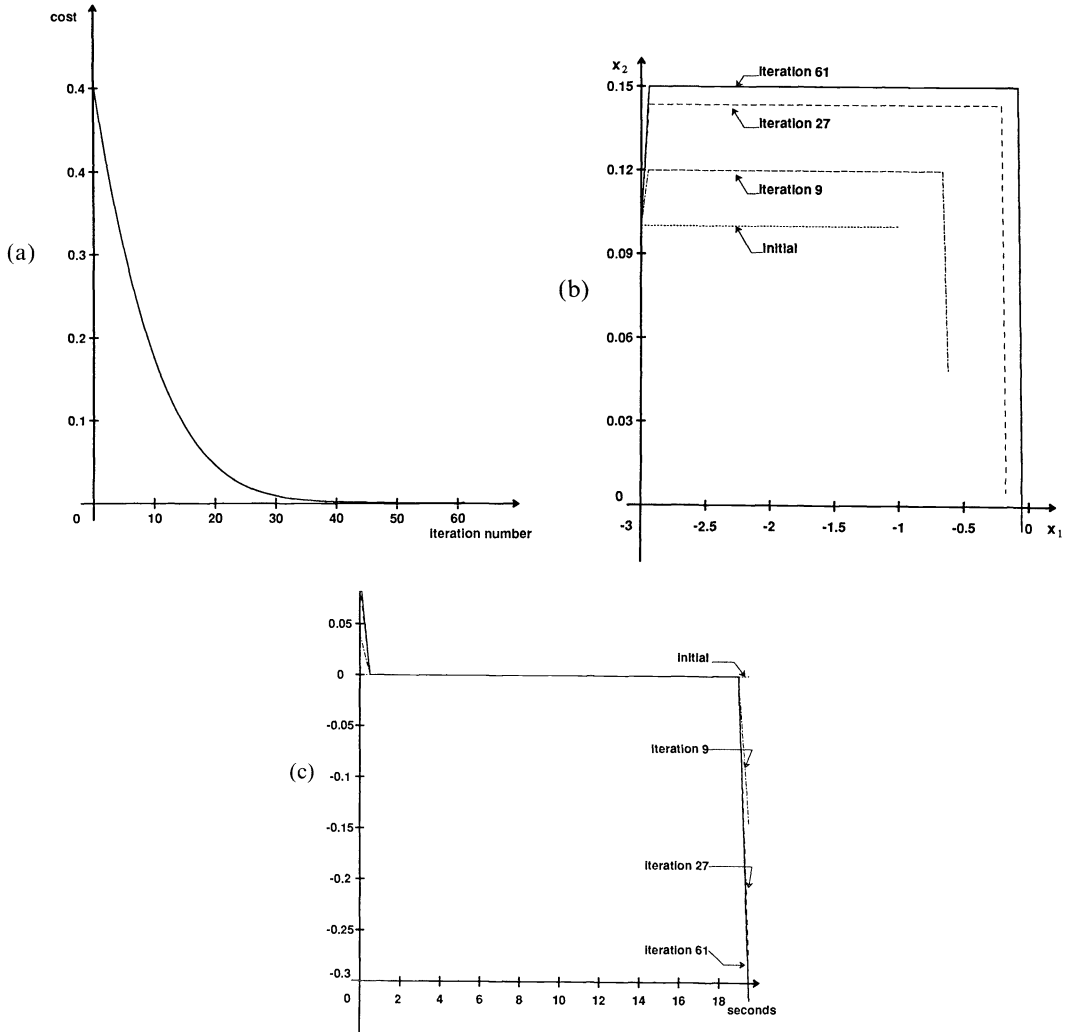 cost
0.4
0.4
0.3
0.2
0.1
0
10
20
30
40
50
60
iteration number
(a)
x₂
0.15
0.12
0.09
0.06
0.03
0
-3
-2.5
-2
-1.5
-1
-0.5
0
x₁
iteration 61
iteration 27
iteration 9
initial
(b)
0.05
0
-0.05
-0.1
-0.15
-0.2
-0.25
-0.3
0
2
4
6
8
10
12
14
16
18
seconds
initial
iteration 9
iteration 27
iteration 61
(c)